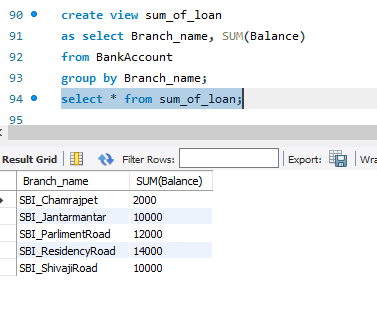 90 create view sum_of_loan
91 as select Branch_name, SUM(Balance)
92 from BankAccount
93 group by Branch_name;
94 select * from sum_of_loan;
95
Result Grid Filter Rows: Export: Wra
Branch_name SUM(Balance)
SBI_Chamrajpet 2000
SBI_Jantarmantar 10000
SBI_ParlimentRoad 12000
SBI_ResidencyRoad 14000
SBI_ShivajiRoad 10000